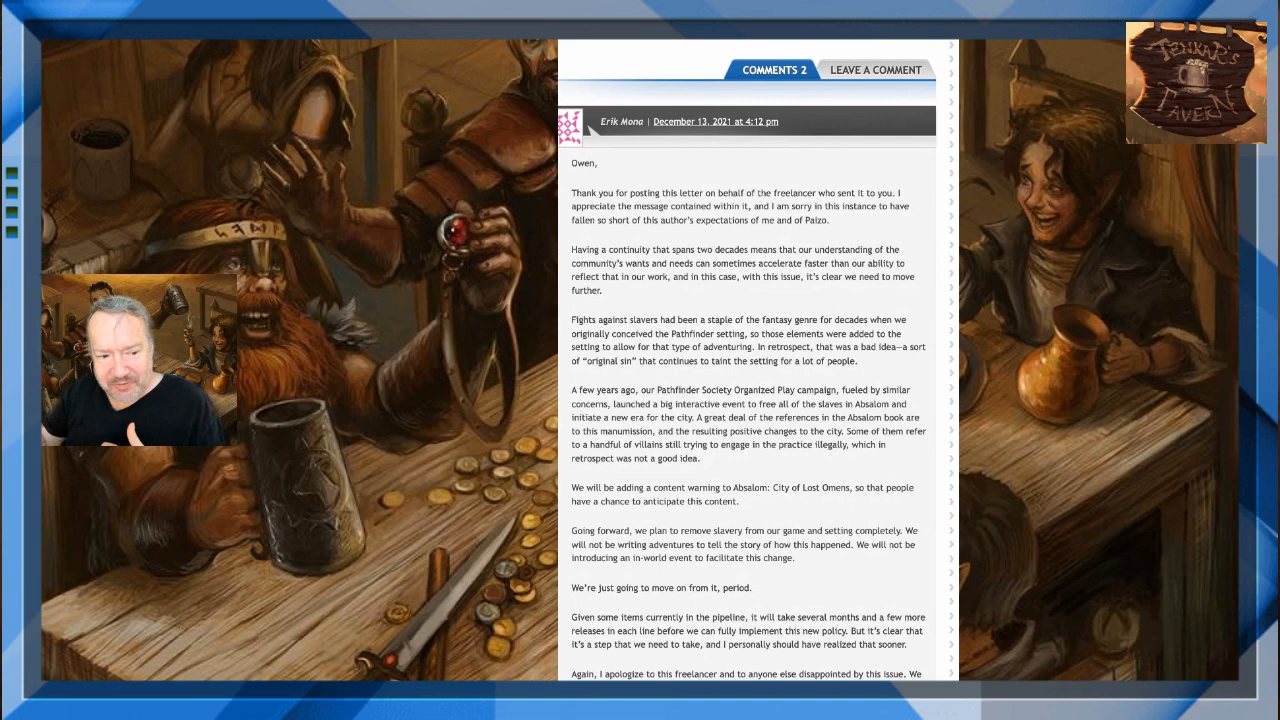 TENKAR'S
TAVERN
COMMENTS 2
LEAVE A COMMENT
Erik Mona | December 13, 2021 at 4:12 pm
Owen,
Thank you for posting this letter on behalf of the freelancer who sent it to you. I
appreciate the message contained within it, and I am sorry in this instance to have
fallen so short of this author's expectations of me and of Paizo.
Having a continuity that spans two decades means that our understanding of the
community's wants and needs can sometimes accelerate faster than our ability to
reflect that in our work, and in this case, with this issue, it's clear we need to move
further.
Fights against slavers had been a staple of the fantasy genre for decades when we
originally conceived the Pathfinder setting, so those elements were added to the
setting to allow for that type of adventuring. In retrospect, that was a bad idea—a sort
of “original sin” that continues to taint the setting for a lot of people.
A few years ago, our Pathfinder Society Organized Play campaign, fueled by similar
concerns, launched a big interactive event to free all of the slaves in Absalom and
initiate a new era for the city. A great deal of the references in the Absalom book are
to this manumission, and the resulting positive changes to the city. Some of them refer
to a handful of villains still trying to engage in the practice illegally, which in
retrospect was not a good idea.
We will be adding a content warning to Absalom: City of Lost Omens, so that people
have a chance to anticipate this content.
Going forward, we plan to remove slavery from our game and setting completely. We
will not be writing adventures to tell the story of how this happened. We will not be
introducing an in-world event to facilitate this change.
We're just going to move on from it, period.
Given some items currently in the pipeline, it will take several months and a few more
releases in each line before we can fully implement this new policy. But it's clear that
it's a step that we need to take, and I personally should have realized that sooner.
Again, I apologize to this freelancer and to anyone else disappointed by this issue. We